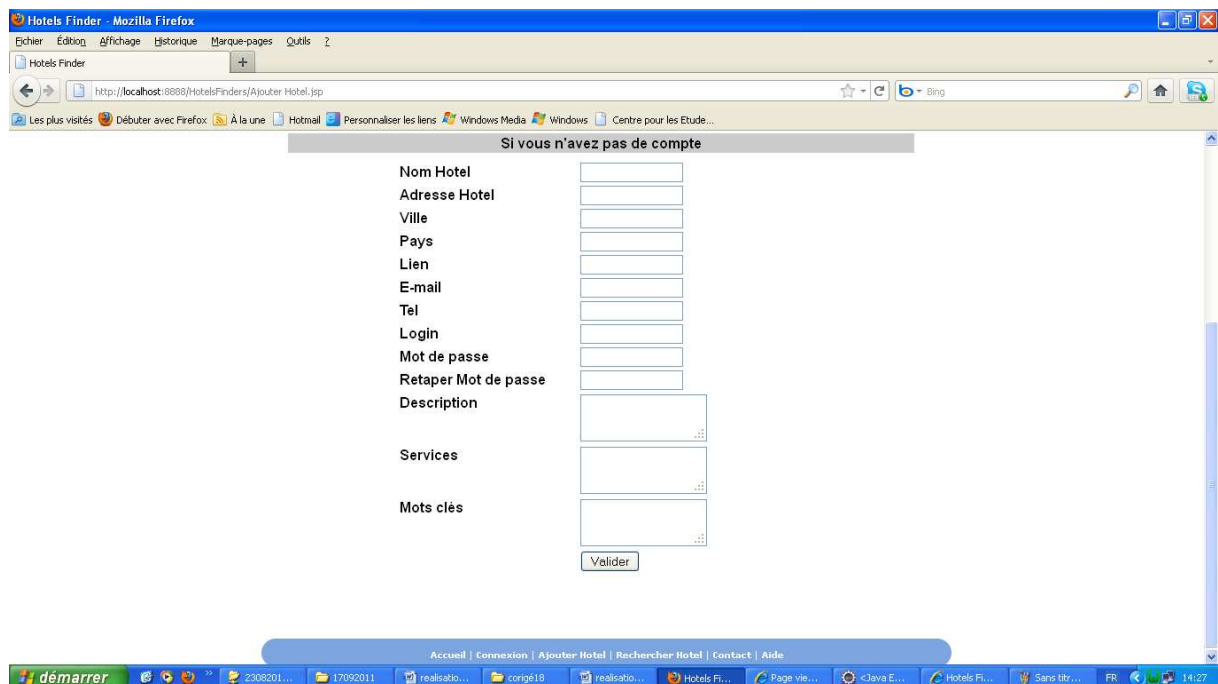 Hotels Finder - Mozilla Firefox
Fichier Édition Affichage Historique Marque-pages Outils ?
Hotels Finder +
http://localhost:8888/HotelsFinders/Ajouter Hotel.jsp Bing
Les plus visités Débuter avec Firefox À la une Hotmail Personnaliser les liens Windows Media Windows Centre pour les Etude...
Si vous n'avez pas de compte
Nom Hotel
Adresse Hotel
Ville
Pays
Lien
E-mail
Tel
Login
Mot de passe
Retaper Mot de passe
Description
Services
Mots clés
Valider
Accueil | Connexion | Ajouter Hotel | Rechercher Hotel | Contact | Aide
démarrer 2308201... 17092011 realisatio... corigé18 realisatio... Hotels Fi... Page vie... <Java E... Hotels Fi... Sans titr... FR 14:27